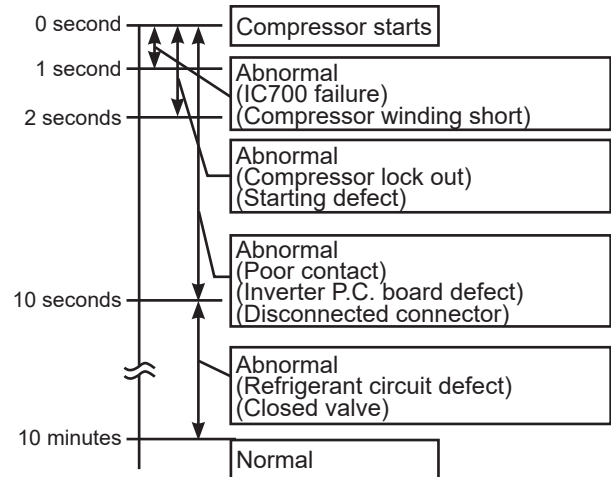 0 second
Compressor starts
1 second
Abnormal
(IC700 failure)
(Compressor winding short)
2 seconds
Abnormal
(Compressor lock out)
(Starting defect)
Abnormal
(Poor contact)
(Inverter P.C. board defect)
(Disconnected connector)
10 seconds
Abnormal
(Refrigerant circuit defect)
(Closed valve)
10 minutes
Normal